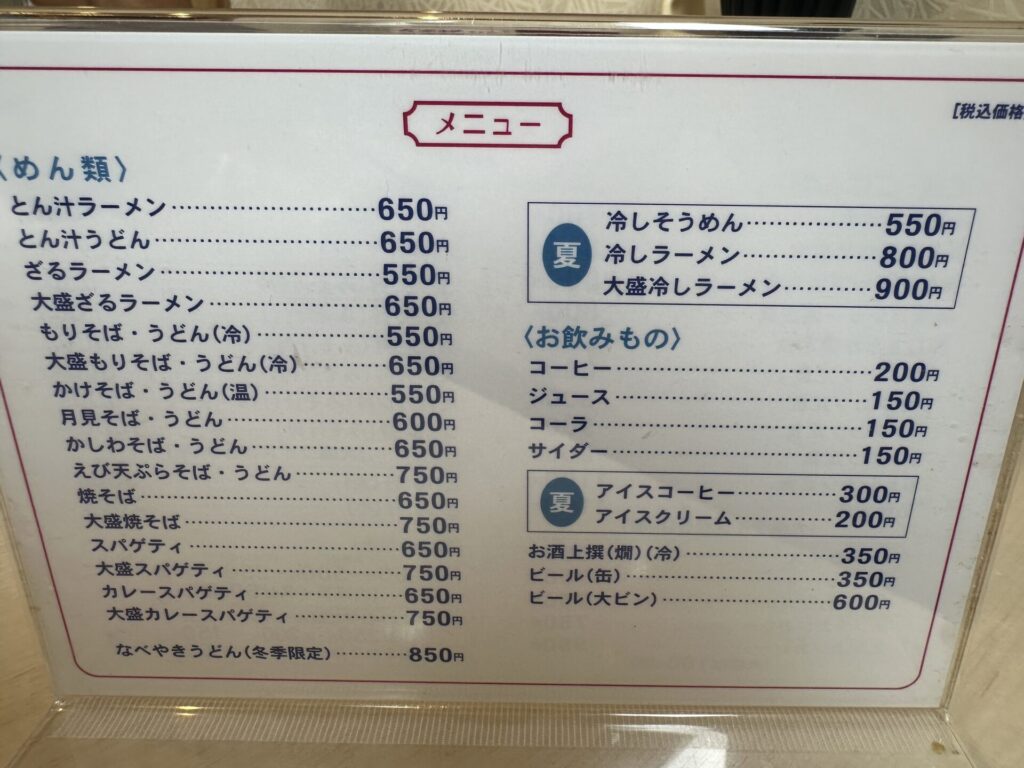 メニュー
[税込価格
〈めん類〉
とん汁ラーメン……………………650円
とん汁うどん………………………650円
ざるラーメン………………………550円
大盛ざるラーメン…………………650円
もりそば・うどん(冷)……………550円
大盛もりそば・うどん(冷)………650円
かけそば・うどん(温)……………550円
月見そば・うどん…………………600円
かしわそば・うどん………………650円
えび天ぷらそば・うどん…………750円
焼そば………………………………650円
大盛焼そば…………………………750円
スパゲティ…………………………650円
大盛スパゲティ……………………750円
カレースパゲティ…………………650円
大盛カレースパゲティ……………750円
なべやきうどん(冬季限定)………850円
夏
冷しそうめん………………550円
冷しラーメン………………800円
大盛冷しラーメン…………900円
〈お飲みもの〉
コーヒー……………………………200円
ジュース……………………………150円
コーラ………………………………150円
サイダー……………………………150円
夏
アイスコーヒー……………300円
アイスクリーム……………200円
お酒上撰(燗)(冷)…………………350円
ビール(缶)…………………………350円
ビール(大ビン)……………………600円